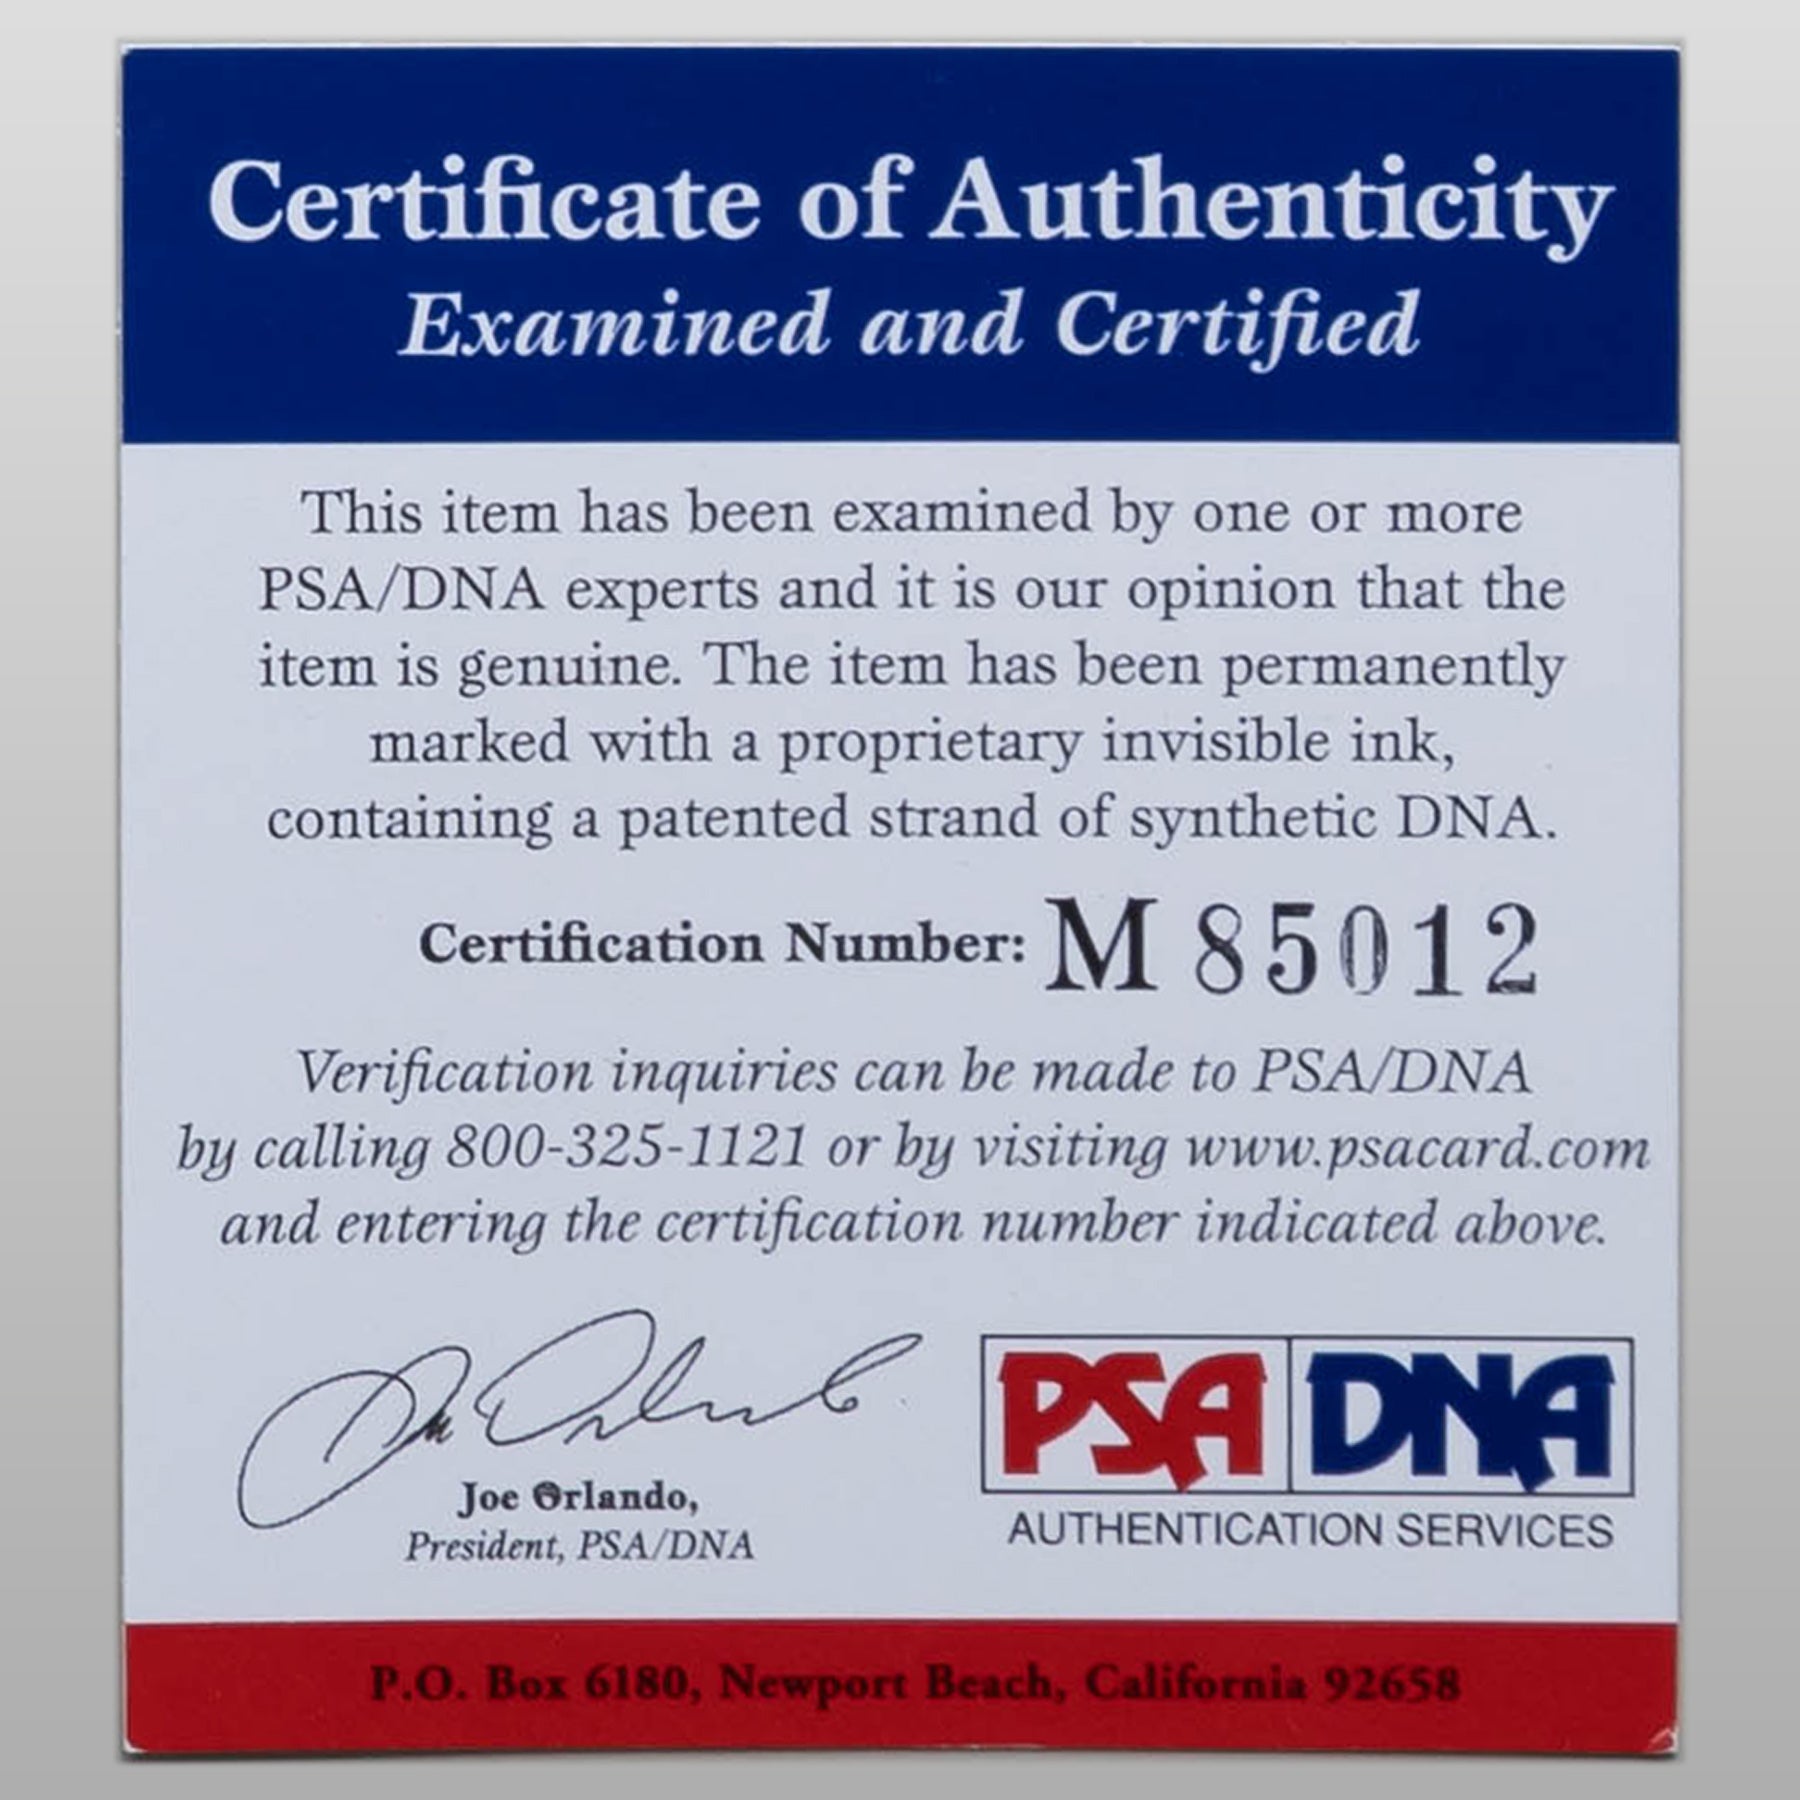 Certificate of Authenticity
Examined and Certified
This item has been examined by one or more
PSA/DNA experts and it is our opinion that the
item is genuine. The item has been permanently
marked with a proprietary invisible ink,
containing a patented strand of synthetic DNA.
Certification Number: M 85012
Verification inquiries can be made to PSA/DNA
by calling 800-325-1121 or by visiting www.psacard.com
and entering the certification number indicated above.
Joe Orlando,
President, PSA/DNA
PSA DNA
AUTHENTICATION SERVICES
P.O. Box 6180, Newport Beach, California 92658